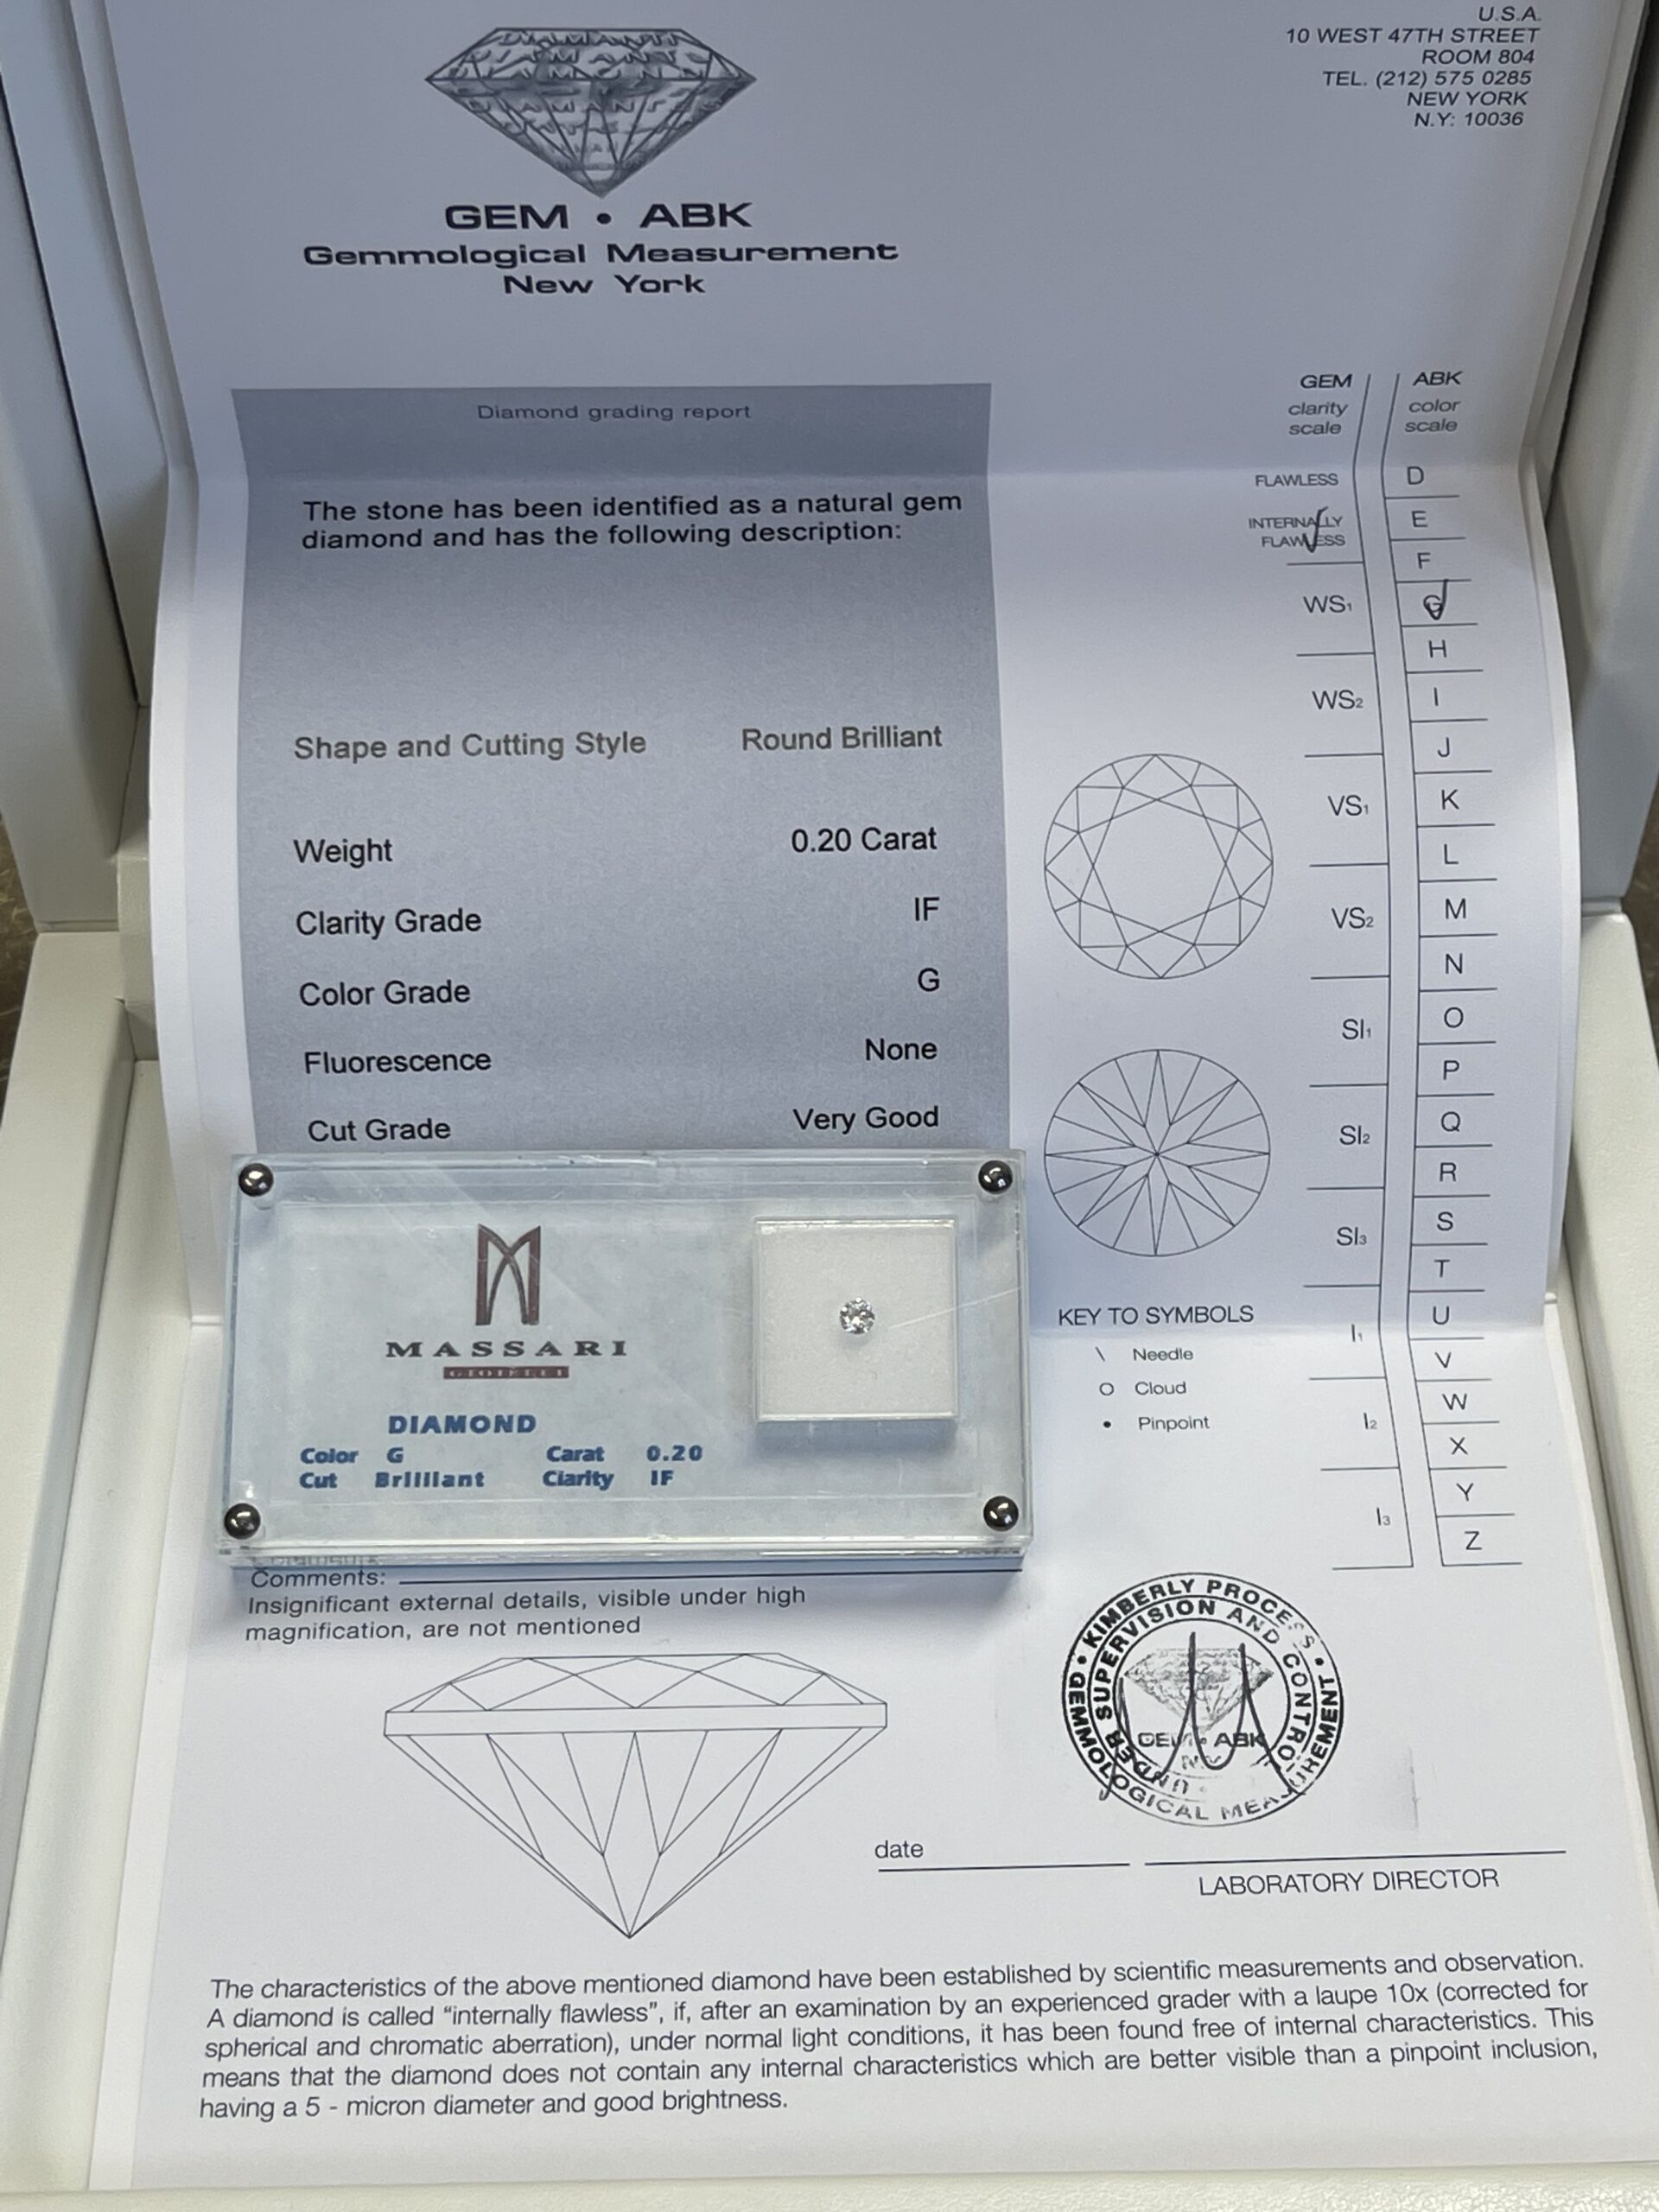 U.S.A.
10 WEST 47TH STREET
ROOM 804
TEL. (212) 575 0285
NEW YORK
N.Y: 10036
GEM • ABK
Gemmological Measurement
New York
Diamond grading report
The stone has been identified as a natural gem
diamond and has the following description:
Shape and Cutting Style Round Brilliant
Weight 0.20 Carat
Clarity Grade IF
Color Grade G
Fluorescence None
Cut Grade Very Good
GEM
clarity
scale
FLAWLESS
INTERNALLY
FLAWLESS
WS1
WS2
VS1
VS2
SI1
SI2
SI3
I1
I2
I3
ABK
color
scale
D
E
F
G
H
I
J
K
L
M
N
O
P
Q
R
S
T
U
V
W
X
Y
Z
KEY TO SYMBOLS
\ Needle
O Cloud
• Pinpoint
MASSARI
GIOIELLI
DIAMOND
Color G Carat 0.20
Cut Brillliant Clarity IF
Comments:
Insignificant external details, visible under high
magnification, are not mentioned
• KIMBERLY PROCESS •
GEMMOLOGICAL MEASUREMENT
UNDER SUPERVISION AND CONTROL
GEM • ABK
date
LABORATORY DIRECTOR
The characteristics of the above mentioned diamond have been established by scientific measurements and observation.
A diamond is called “internally flawless”, if, after an examination by an experienced grader with a laupe 10x (corrected for
spherical and chromatic aberration), under normal light conditions, it has been found free of internal characteristics. This
means that the diamond does not contain any internal characteristics which are better visible than a pinpoint inclusion,
having a 5 - micron diameter and good brightness.